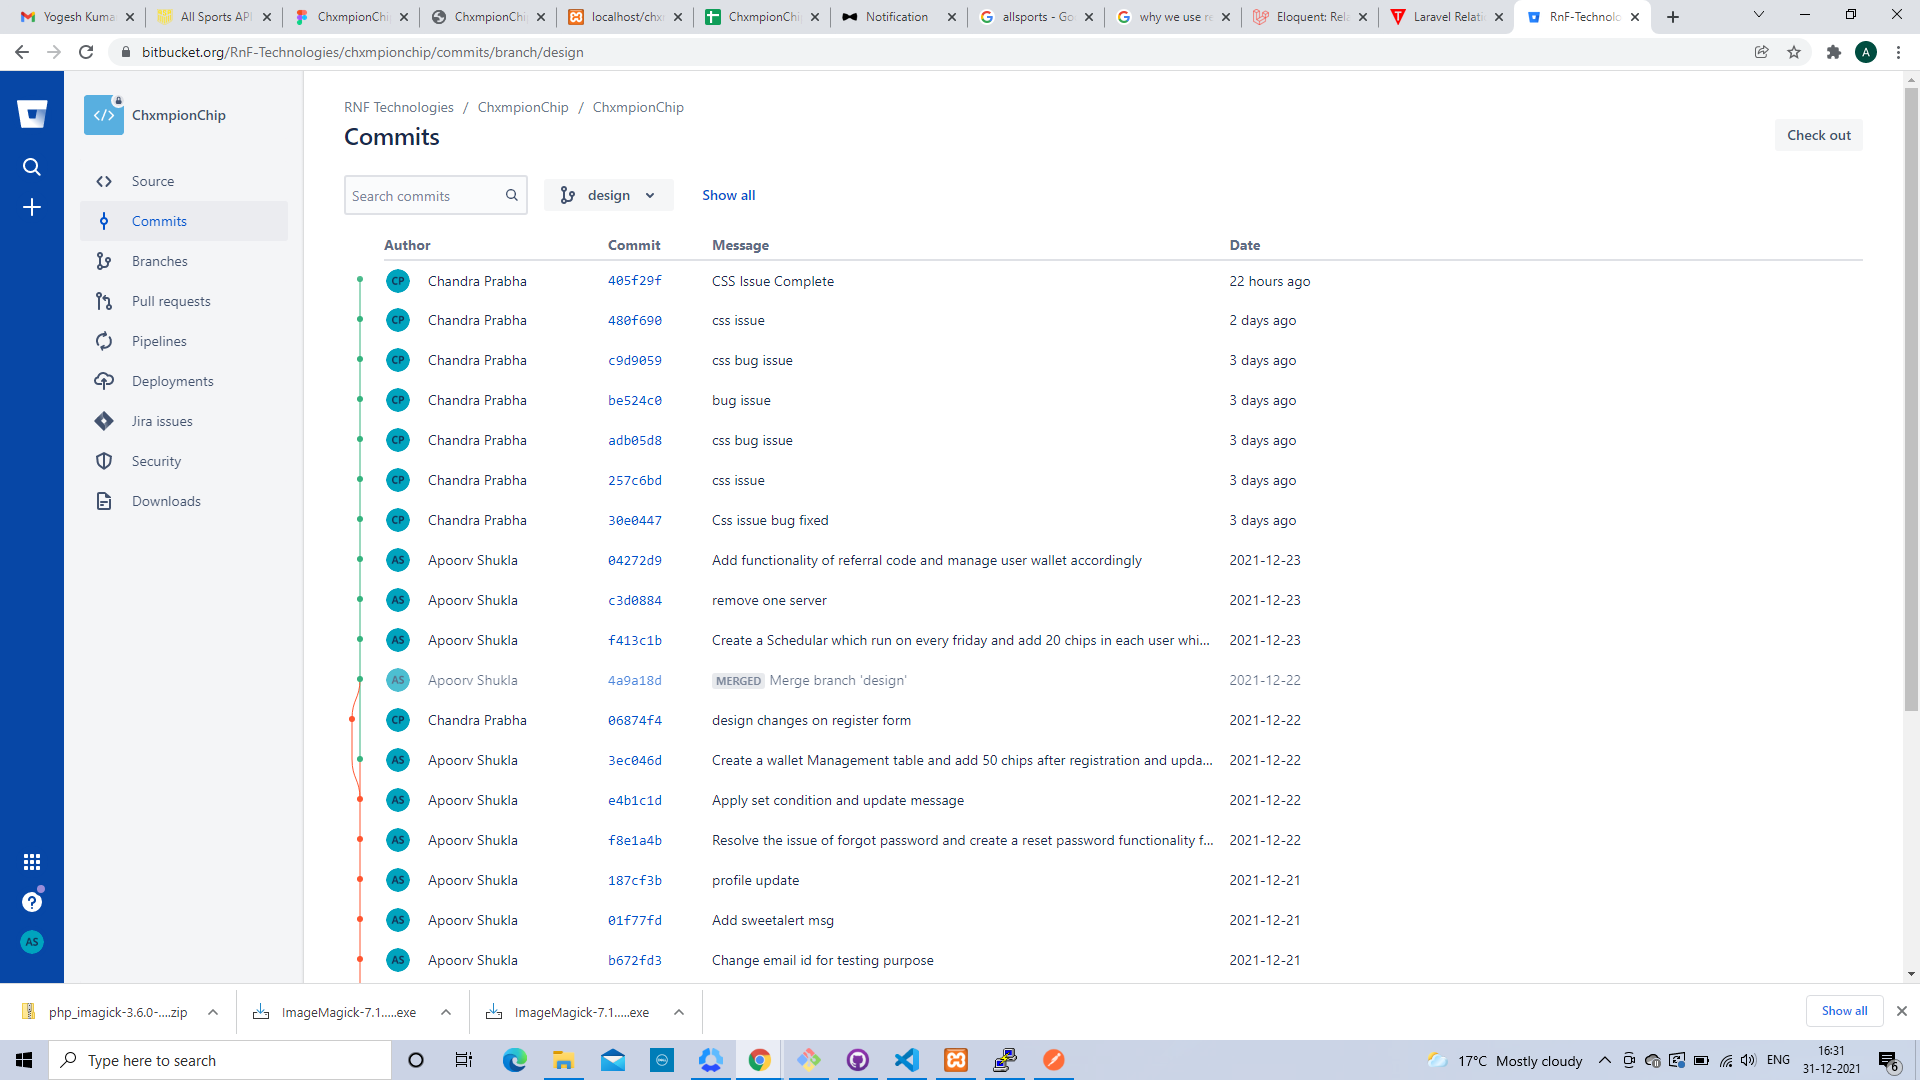 Yogesh Kuma
All Sports API
ChxmpionChi
ChxmpionChi
localhost/chx
ChxmpionChi
Notification
allsports - Go
why we use re
Eloquent: Rela
Laravel Relati
RnF-Technolo
bitbucket.org/RnF-Technologies/chxmpionchip/commits/branch/design
A
ChxmpionChip
Source
Commits
Branches
Pull requests
Pipelines
Deployments
Jira issues
Security
Downloads
AS
RNF Technologies / ChxmpionChip / ChxmpionChip
Commits
Check out
Search commits
design
Show all
Author Commit Message Date
CP Chandra Prabha 405f29f CSS Issue Complete 22 hours ago
CP Chandra Prabha 480f690 css issue 2 days ago
CP Chandra Prabha c9d9059 css bug issue 3 days ago
CP Chandra Prabha be524c0 bug issue 3 days ago
CP Chandra Prabha adb05d8 css bug issue 3 days ago
CP Chandra Prabha 257c6bd css issue 3 days ago
CP Chandra Prabha 30e0447 Css issue bug fixed 3 days ago
AS Apoorv Shukla 04272d9 Add functionality of referral code and manage user wallet accordingly 2021-12-23
AS Apoorv Shukla c3d0884 remove one server 2021-12-23
AS Apoorv Shukla f413c1b Create a Schedular which run on every friday and add 20 chips in each user whi... 2021-12-23
AS Apoorv Shukla 4a9a18d MERGED Merge branch 'design' 2021-12-22
CP Chandra Prabha 06874f4 design changes on register form 2021-12-22
AS Apoorv Shukla 3ec046d Create a wallet Management table and add 50 chips after registration and upda... 2021-12-22
AS Apoorv Shukla e4b1c1d Apply set condition and update message 2021-12-22
AS Apoorv Shukla f8e1a4b Resolve the issue of forgot password and create a reset password functionality f... 2021-12-22
AS Apoorv Shukla 187cf3b profile update 2021-12-21
AS Apoorv Shukla 01f77fd Add sweetalert msg 2021-12-21
AS Apoorv Shukla b672fd3 Change email id for testing purpose 2021-12-21
php_imagick-3.6.0-....zip
ImageMagick-7.1.....exe
ImageMagick-7.1.....exe
Show all
Type here to search
17°C Mostly cloudy
ENG
16:31
31-12-2021
6